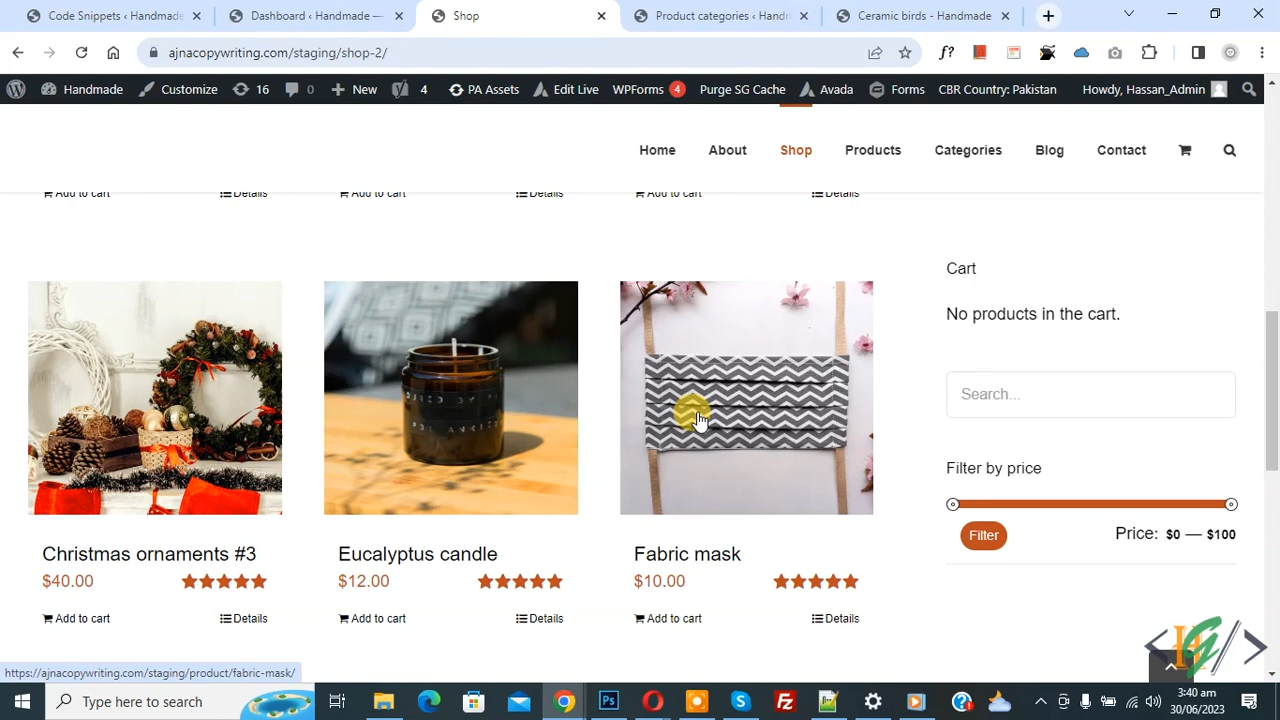 Code Snippets ‹ Handmade
Dashboard ‹ Handmade —
Shop
Product categories ‹ Handm
Ceramic birds - Handmade
ajnacopywriting.com/staging/shop-2/
Handmade
Customize
16
0
New
4
PA Assets
Edit Live
WPForms 4
Purge SG Cache
Avada
Forms
CBR Country: Pakistan
Howdy, Hassan_Admin
Home
About
Shop
Products
Categories
Blog
Contact
Add to cart
Details
Add to cart
Details
Add to cart
Details
Cart
No products in the cart.
Search...
Filter by price
Filter
Price: $0 — $100
Christmas ornaments #3
$40.00
Add to cart
Details
Eucalyptus candle
$12.00
Add to cart
Details
Fabric mask
$10.00
Add to cart
Details
https://ajnacopywriting.com/staging/product/fabric-mask/
Type here to search
3:40 am
30/06/2023